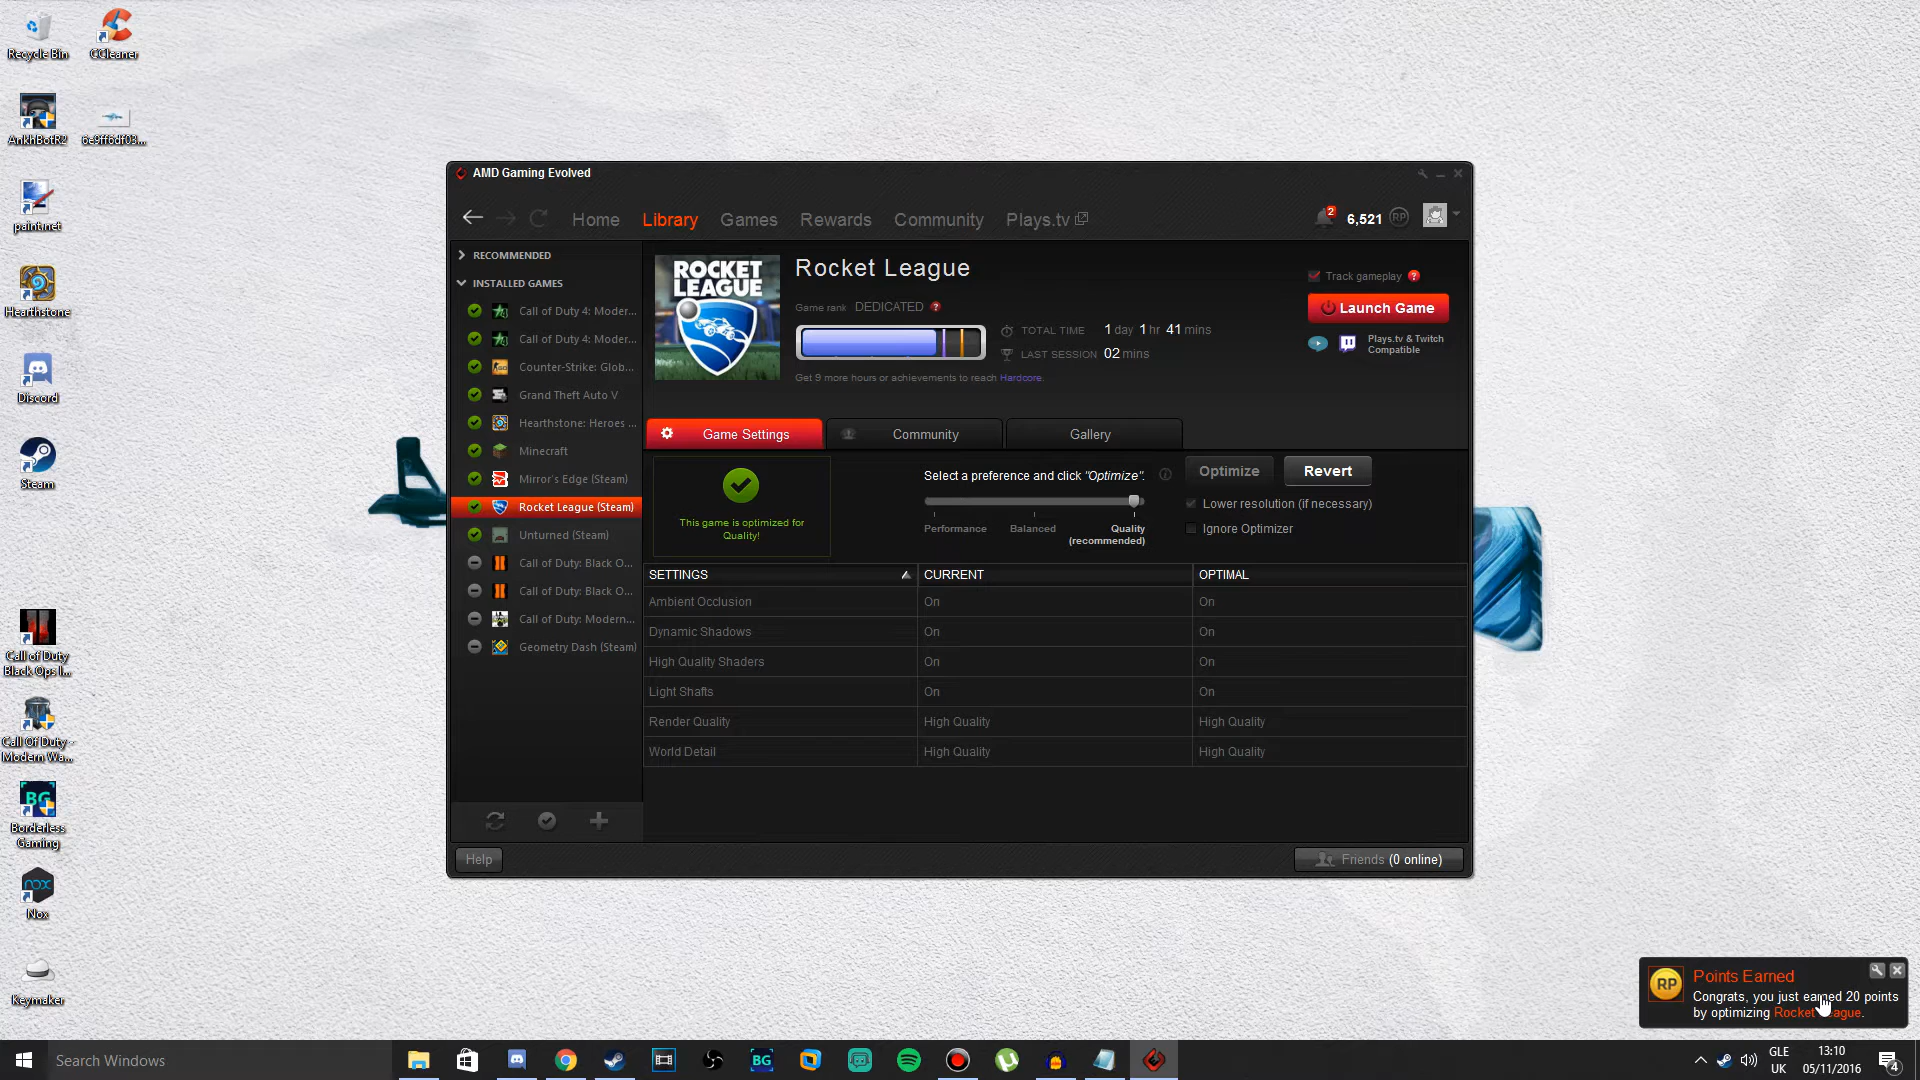 Recycle Bin
CCleaner
AnkhBotR2
6e9ff6df03...
paint.net
Hearthstone
Discord
Steam
Call of Duty
Black Ops I...
Call Of Duty -
Modern Wa...
BG
Borderless
Gaming
nox
Nox
Keymaker
AMD Gaming Evolved
Home
Library
Games
Rewards
Community
Plays.tv
2
6,521
RP
RECOMMENDED
INSTALLED GAMES
Call of Duty 4: Moder...
Call of Duty 4: Moder...
Counter-Strike: Glob...
Grand Theft Auto V
Hearthstone: Heroes ...
Minecraft
Mirror's Edge (Steam)
Rocket League (Steam)
Unturned (Steam)
Call of Duty: Black O...
Call of Duty: Black O...
Call of Duty: Modern...
Geometry Dash (Steam)
ROCKET
LEAGUE
Rocket League
Game rank DEDICATED ?
TOTAL TIME 1 day 1 hr 41 mins
LAST SESSION 02 mins
Get 9 more hours or achievements to reach Hardcore.
Track gameplay ?
Launch Game
Plays.tv & Twitch
Compatible
Game Settings
Community
Gallery
This game is optimized for
Quality!
Select a preference and click "Optimize".
Performance
Balanced
Quality
(recommended)
Optimize
Revert
Lower resolution (if necessary)
Ignore Optimizer
SETTINGS CURRENT OPTIMAL
Ambient Occlusion On On
Dynamic Shadows On On
High Quality Shaders On On
Light Shafts On On
Render Quality High Quality High Quality
World Detail High Quality High Quality
Help
Friends (0 online)
RP
Points Earned
Congrats, you just earned 20 points
by optimizing Rocket League.
Search Windows
BG
GLE
UK
13:10
05/11/2016
4